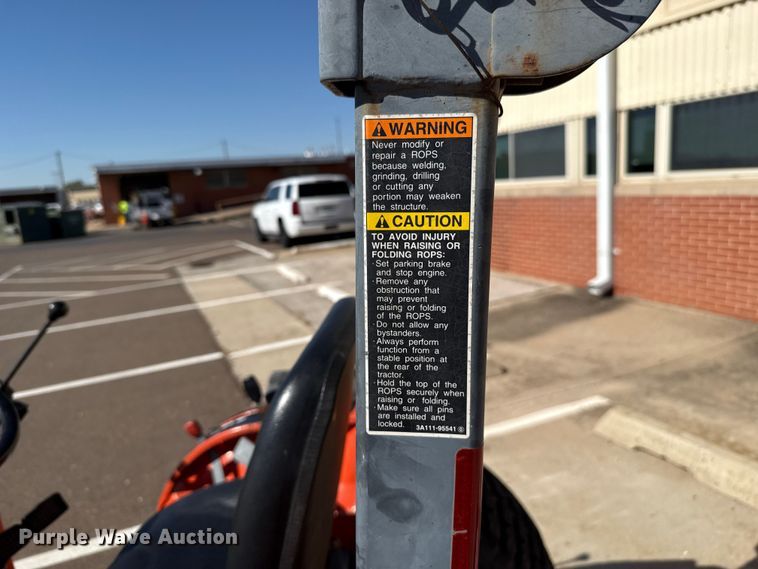 WARNING
Never modify or
repair a ROPS
because welding,
grinding, drilling
or cutting any
portion may weaken
the structure.
CAUTION
TO AVOID INJURY
WHEN RAISING OR
FOLDING ROPS:
·Set parking brake
and stop engine.
·Remove any
obstruction that
may prevent
raising or folding
of the ROPS.
·Do not allow any
bystanders.
·Always perform
function from a
stable position at
the rear of the
tractor.
·Hold the top of the
ROPS securely when
raising or folding.
·Make sure all pins
are installed and
locked.
3A111-95541
Purple Wave Auction